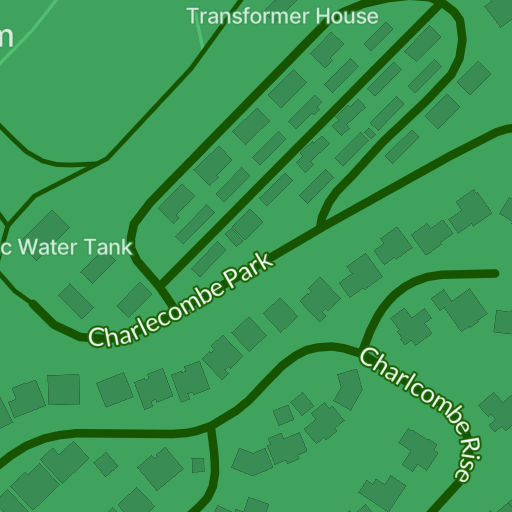 Transformer House
m
c Water Tank
Charlecombe Park
Charlcombe Rise